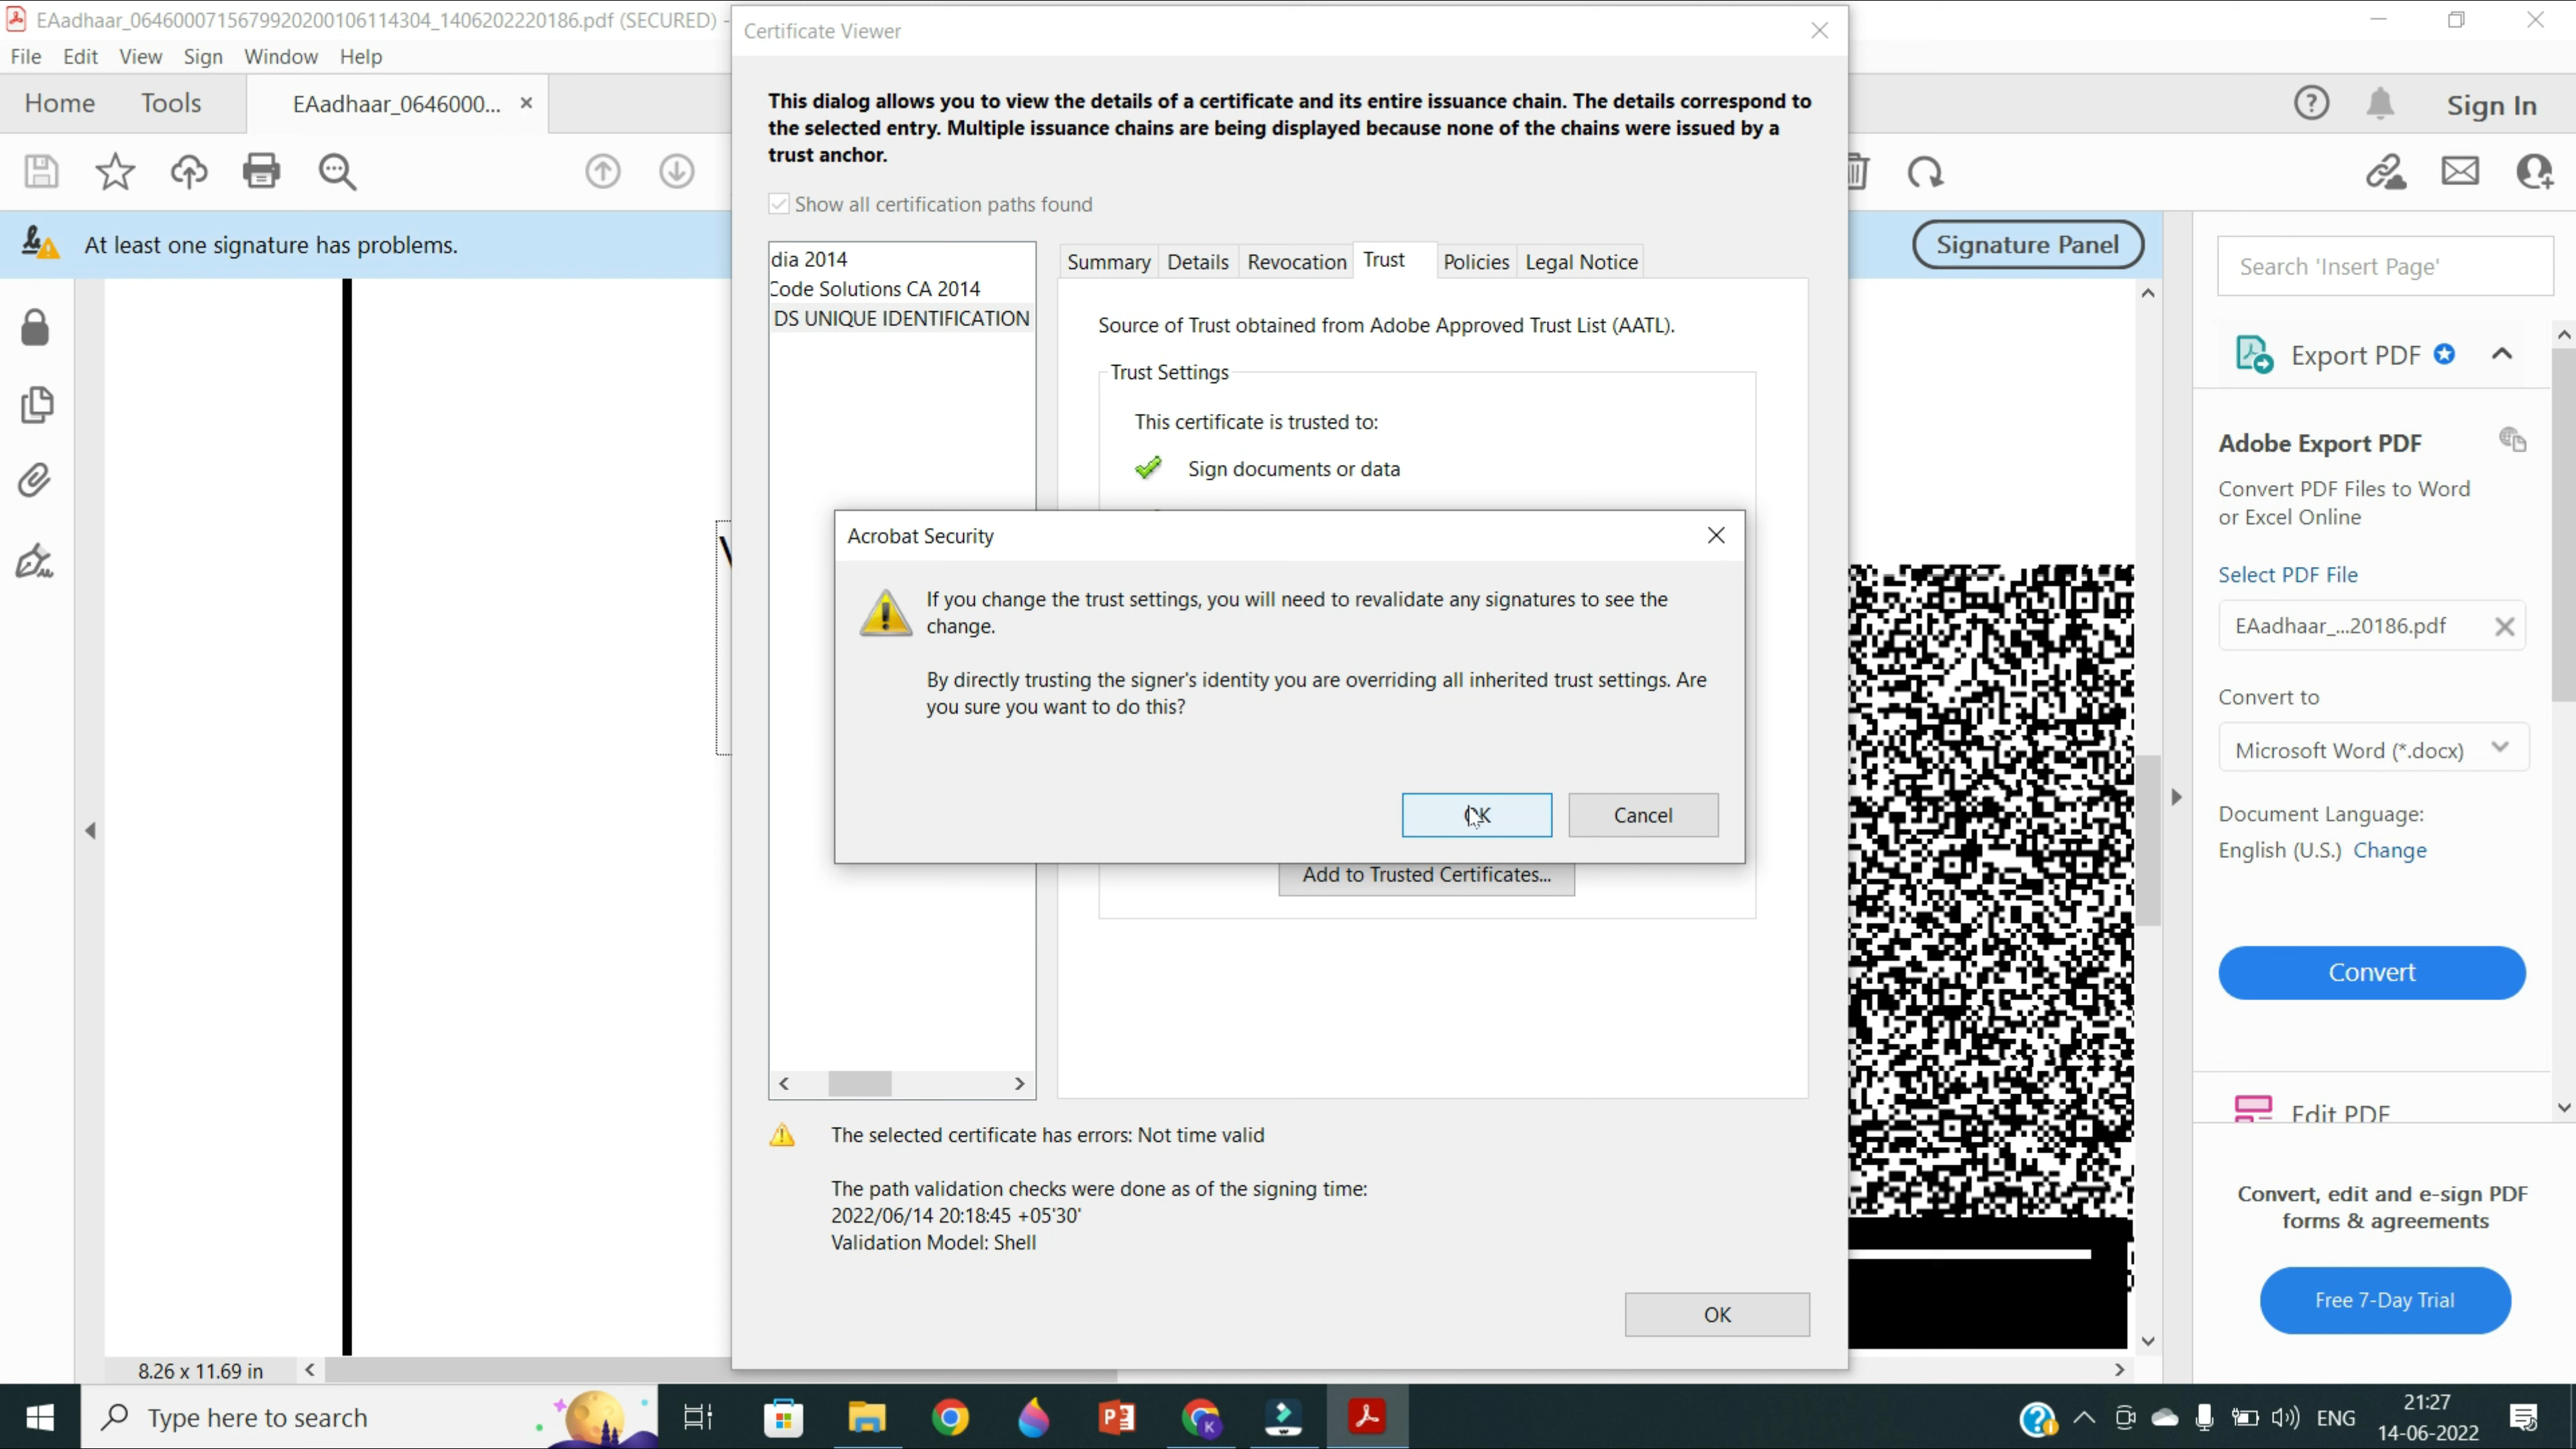 EAadhaar_0646000715679920200106114304_1406202220186.pdf (SECURED) -
File Edit View Sign Window Help
Home Tools EAadhaar_0646000... ×
Sign In
At least one signature has problems.
Signature Panel
Certificate Viewer
This dialog allows you to view the details of a certificate and its entire issuance chain. The details correspond to
the selected entry. Multiple issuance chains are being displayed because none of the chains were issued by a
trust anchor.
Show all certification paths found
dia 2014
Code Solutions CA 2014
DS UNIQUE IDENTIFICATION
Summary Details Revocation Trust Policies Legal Notice
Source of Trust obtained from Adobe Approved Trust List (AATL).
Trust Settings
This certificate is trusted to:
Sign documents or data
Acrobat Security
If you change the trust settings, you will need to revalidate any signatures to see the
change.
By directly trusting the signer's identity you are overriding all inherited trust settings. Are
you sure you want to do this?
OK Cancel
Add to Trusted Certificates...
The selected certificate has errors: Not time valid
The path validation checks were done as of the signing time:
2022/06/14 20:18:45 +05'30'
Validation Model: Shell
OK
Search 'Insert Page'
Export PDF
Adobe Export PDF
Convert PDF Files to Word
or Excel Online
Select PDF File
EAadhaar_...20186.pdf
Convert to
Microsoft Word (*.docx)
Document Language:
English (U.S.) Change
Convert
Edit PDF
Convert, edit and e-sign PDF
forms & agreements
Free 7-Day Trial
8.26 x 11.69 in
Type here to search
ENG
21:27
14-06-2022